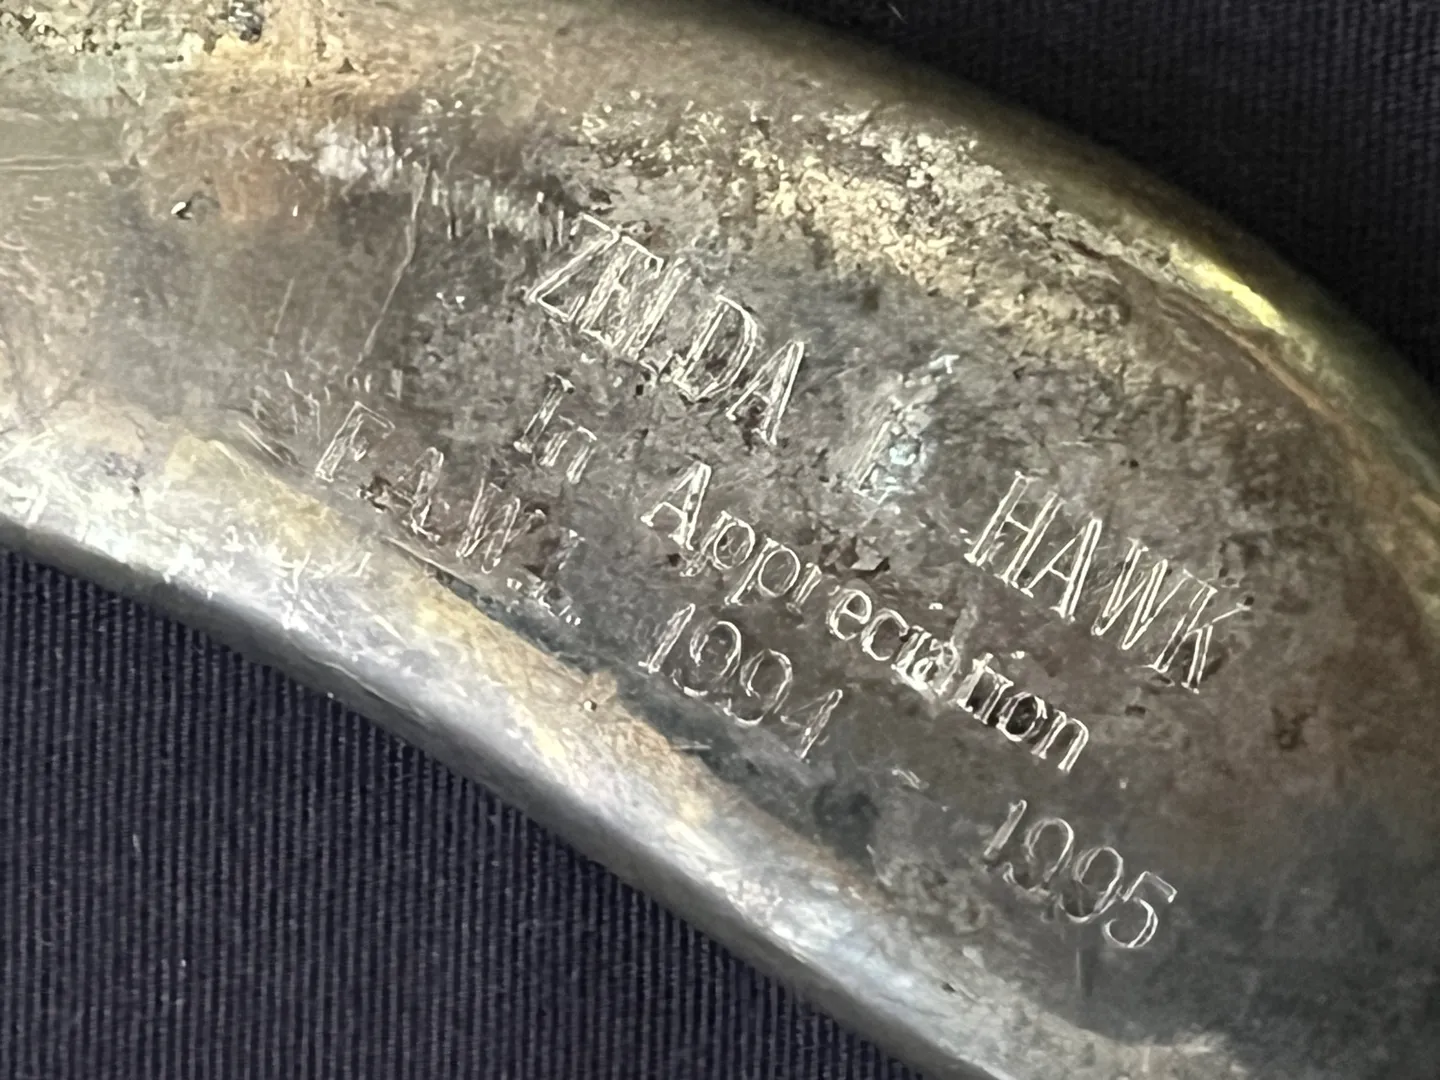 ZELDA E HAWK
In Appreciation
F.A.W.L. 1994 - 1995